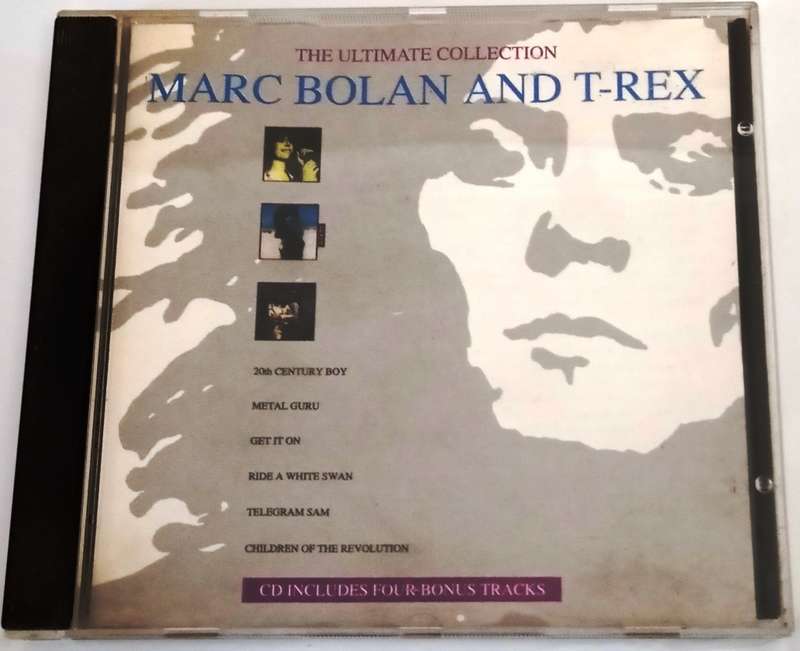 THE ULTIMATE COLLECTION
MARC BOLAN AND T-REX
20th CENTURY BOY
METAL GURU
GET IT ON
RIDE A WHITE SWAN
TELEGRAM SAM
CHILDREN OF THE REVOLUTION
CD INCLUDES FOUR-BONUS TRACKS